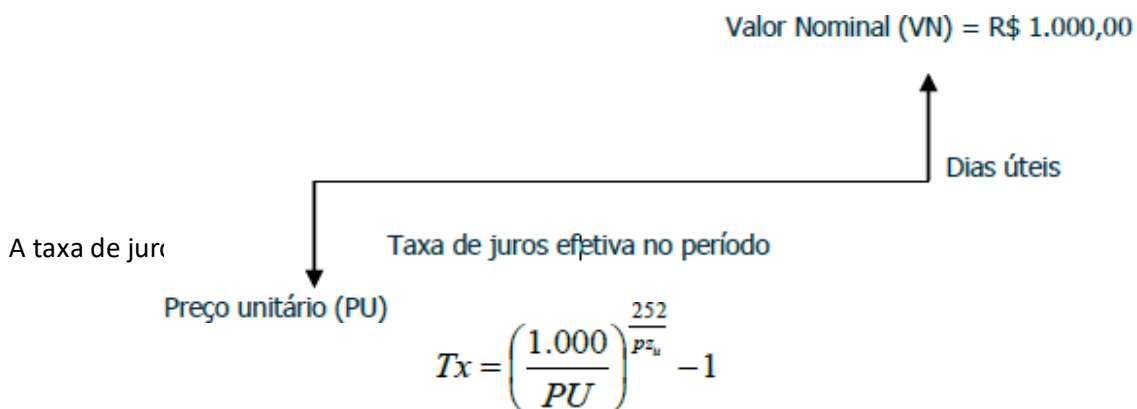 Valor Nominal (VN) = R$ 1.000,00
Dias úteis
A taxa de
Taxa de juros efetiva no período
Preço unitário (PU)
Tx = (1.000 / PU)^(252 / pz_u) − 1